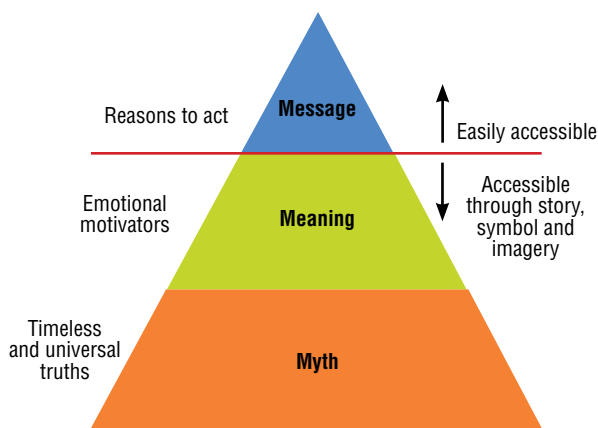 Message
Reasons to act
Easily accessible
Emotional
motivators
Meaning
Accessible
through story,
symbol and
imagery
Timeless
and universal
truths
Myth